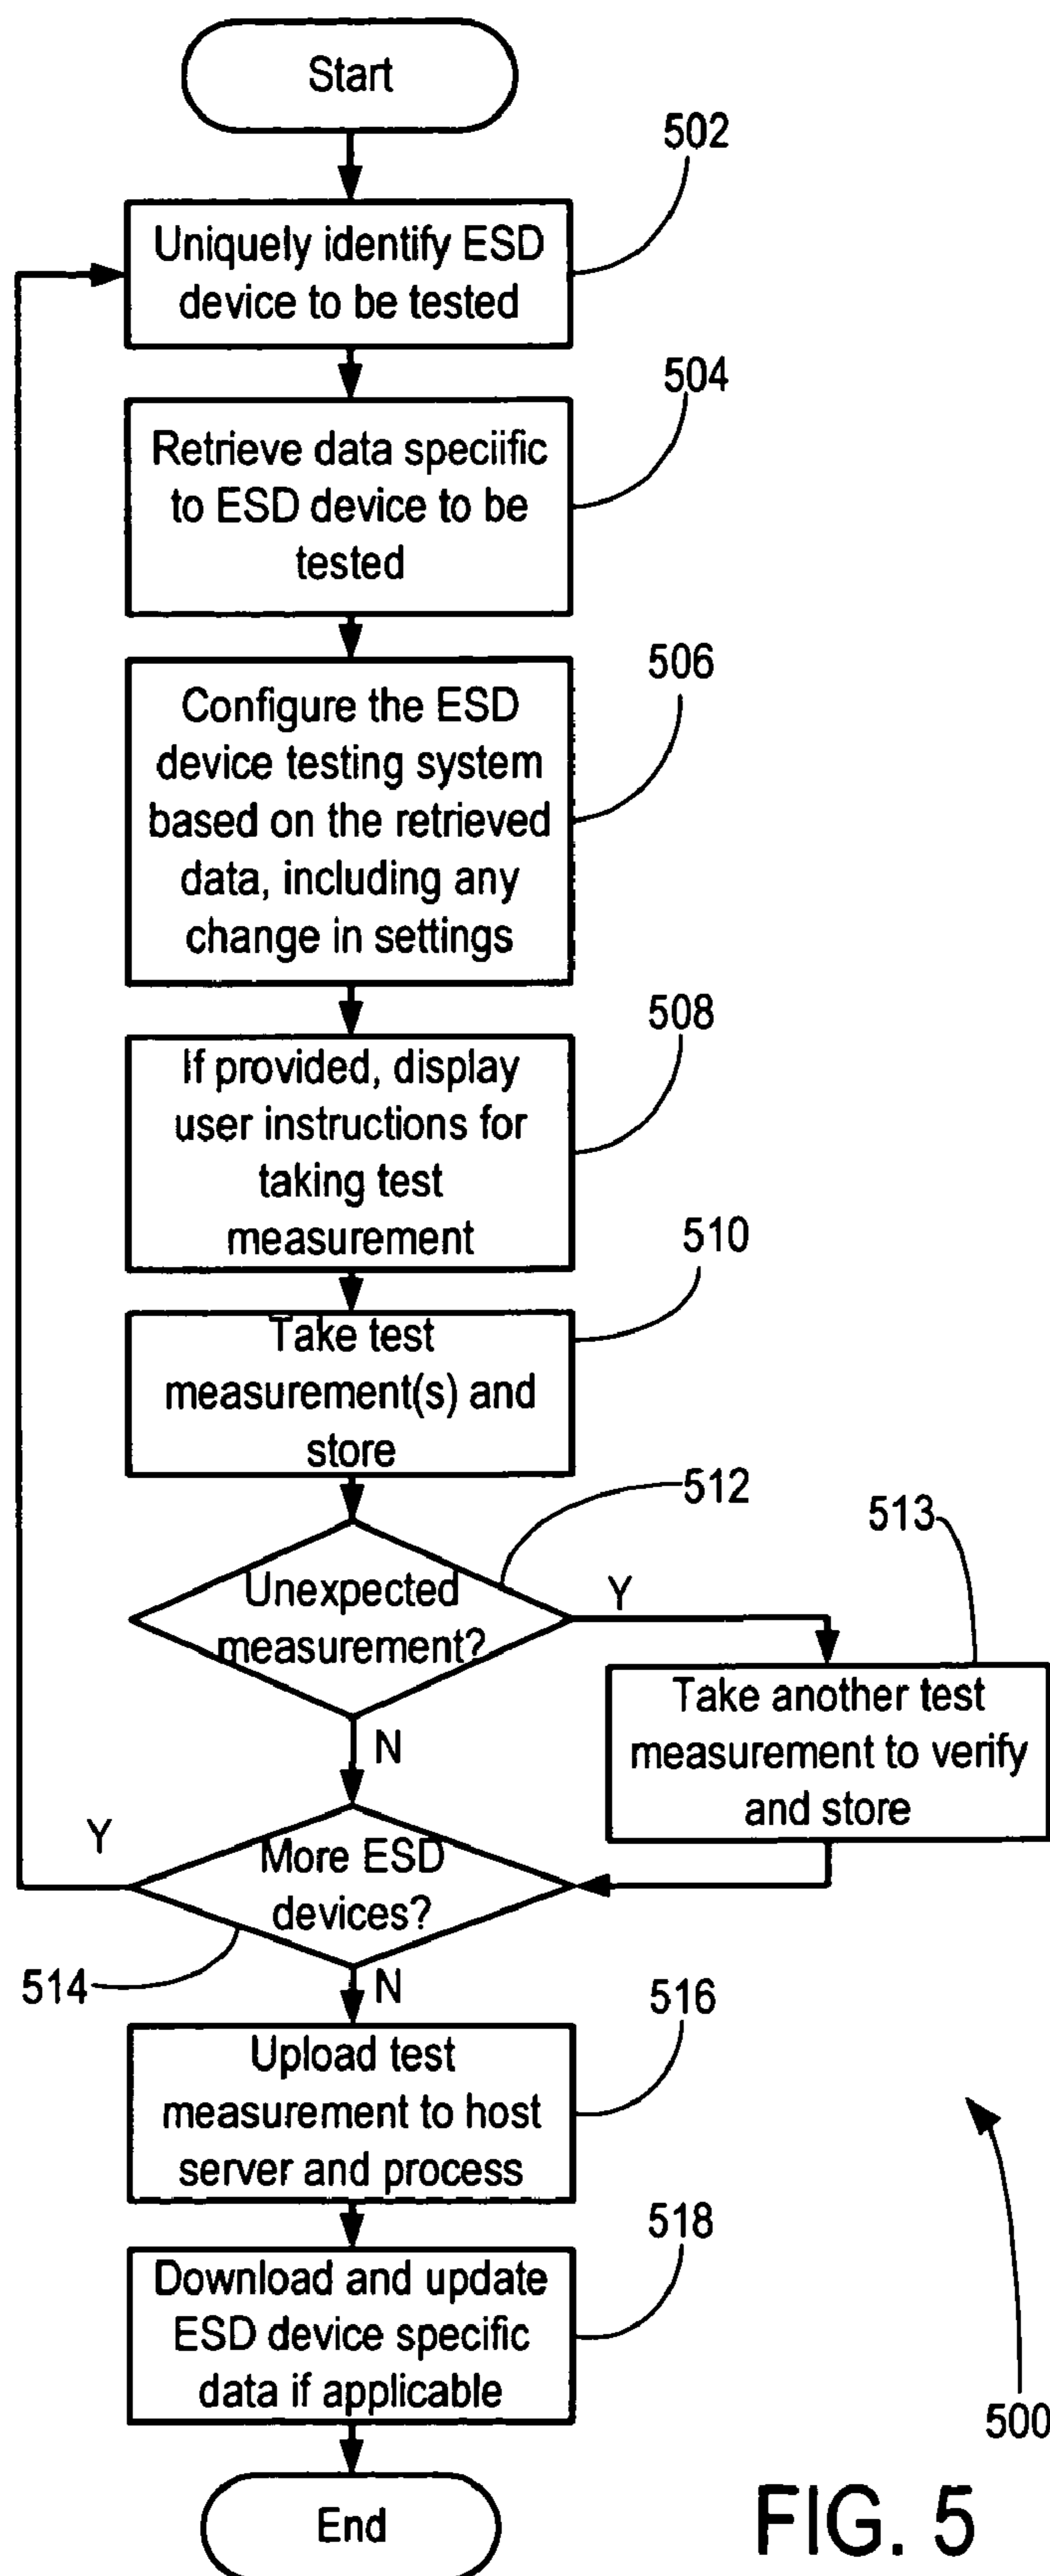 Start
502
Uniquely identify ESD
device to be tested
504
Retrieve data speciific
to ESD device to be
tested
506
Configure the ESD
device testing system
based on the retrieved
data, including any
change in settings
508
If provided, display
user instructions for
taking test
measurement
510
Take test
measurement(s) and
store
512
513
Unexpected
measurement?
Y
Take another test
measurement to verify
and store
N
Y
More ESD
devices?
514
N
516
Upload test
measurement to host
server and process
518
Download and update
ESD device specific
data if applicable
500
End
FIG. 5